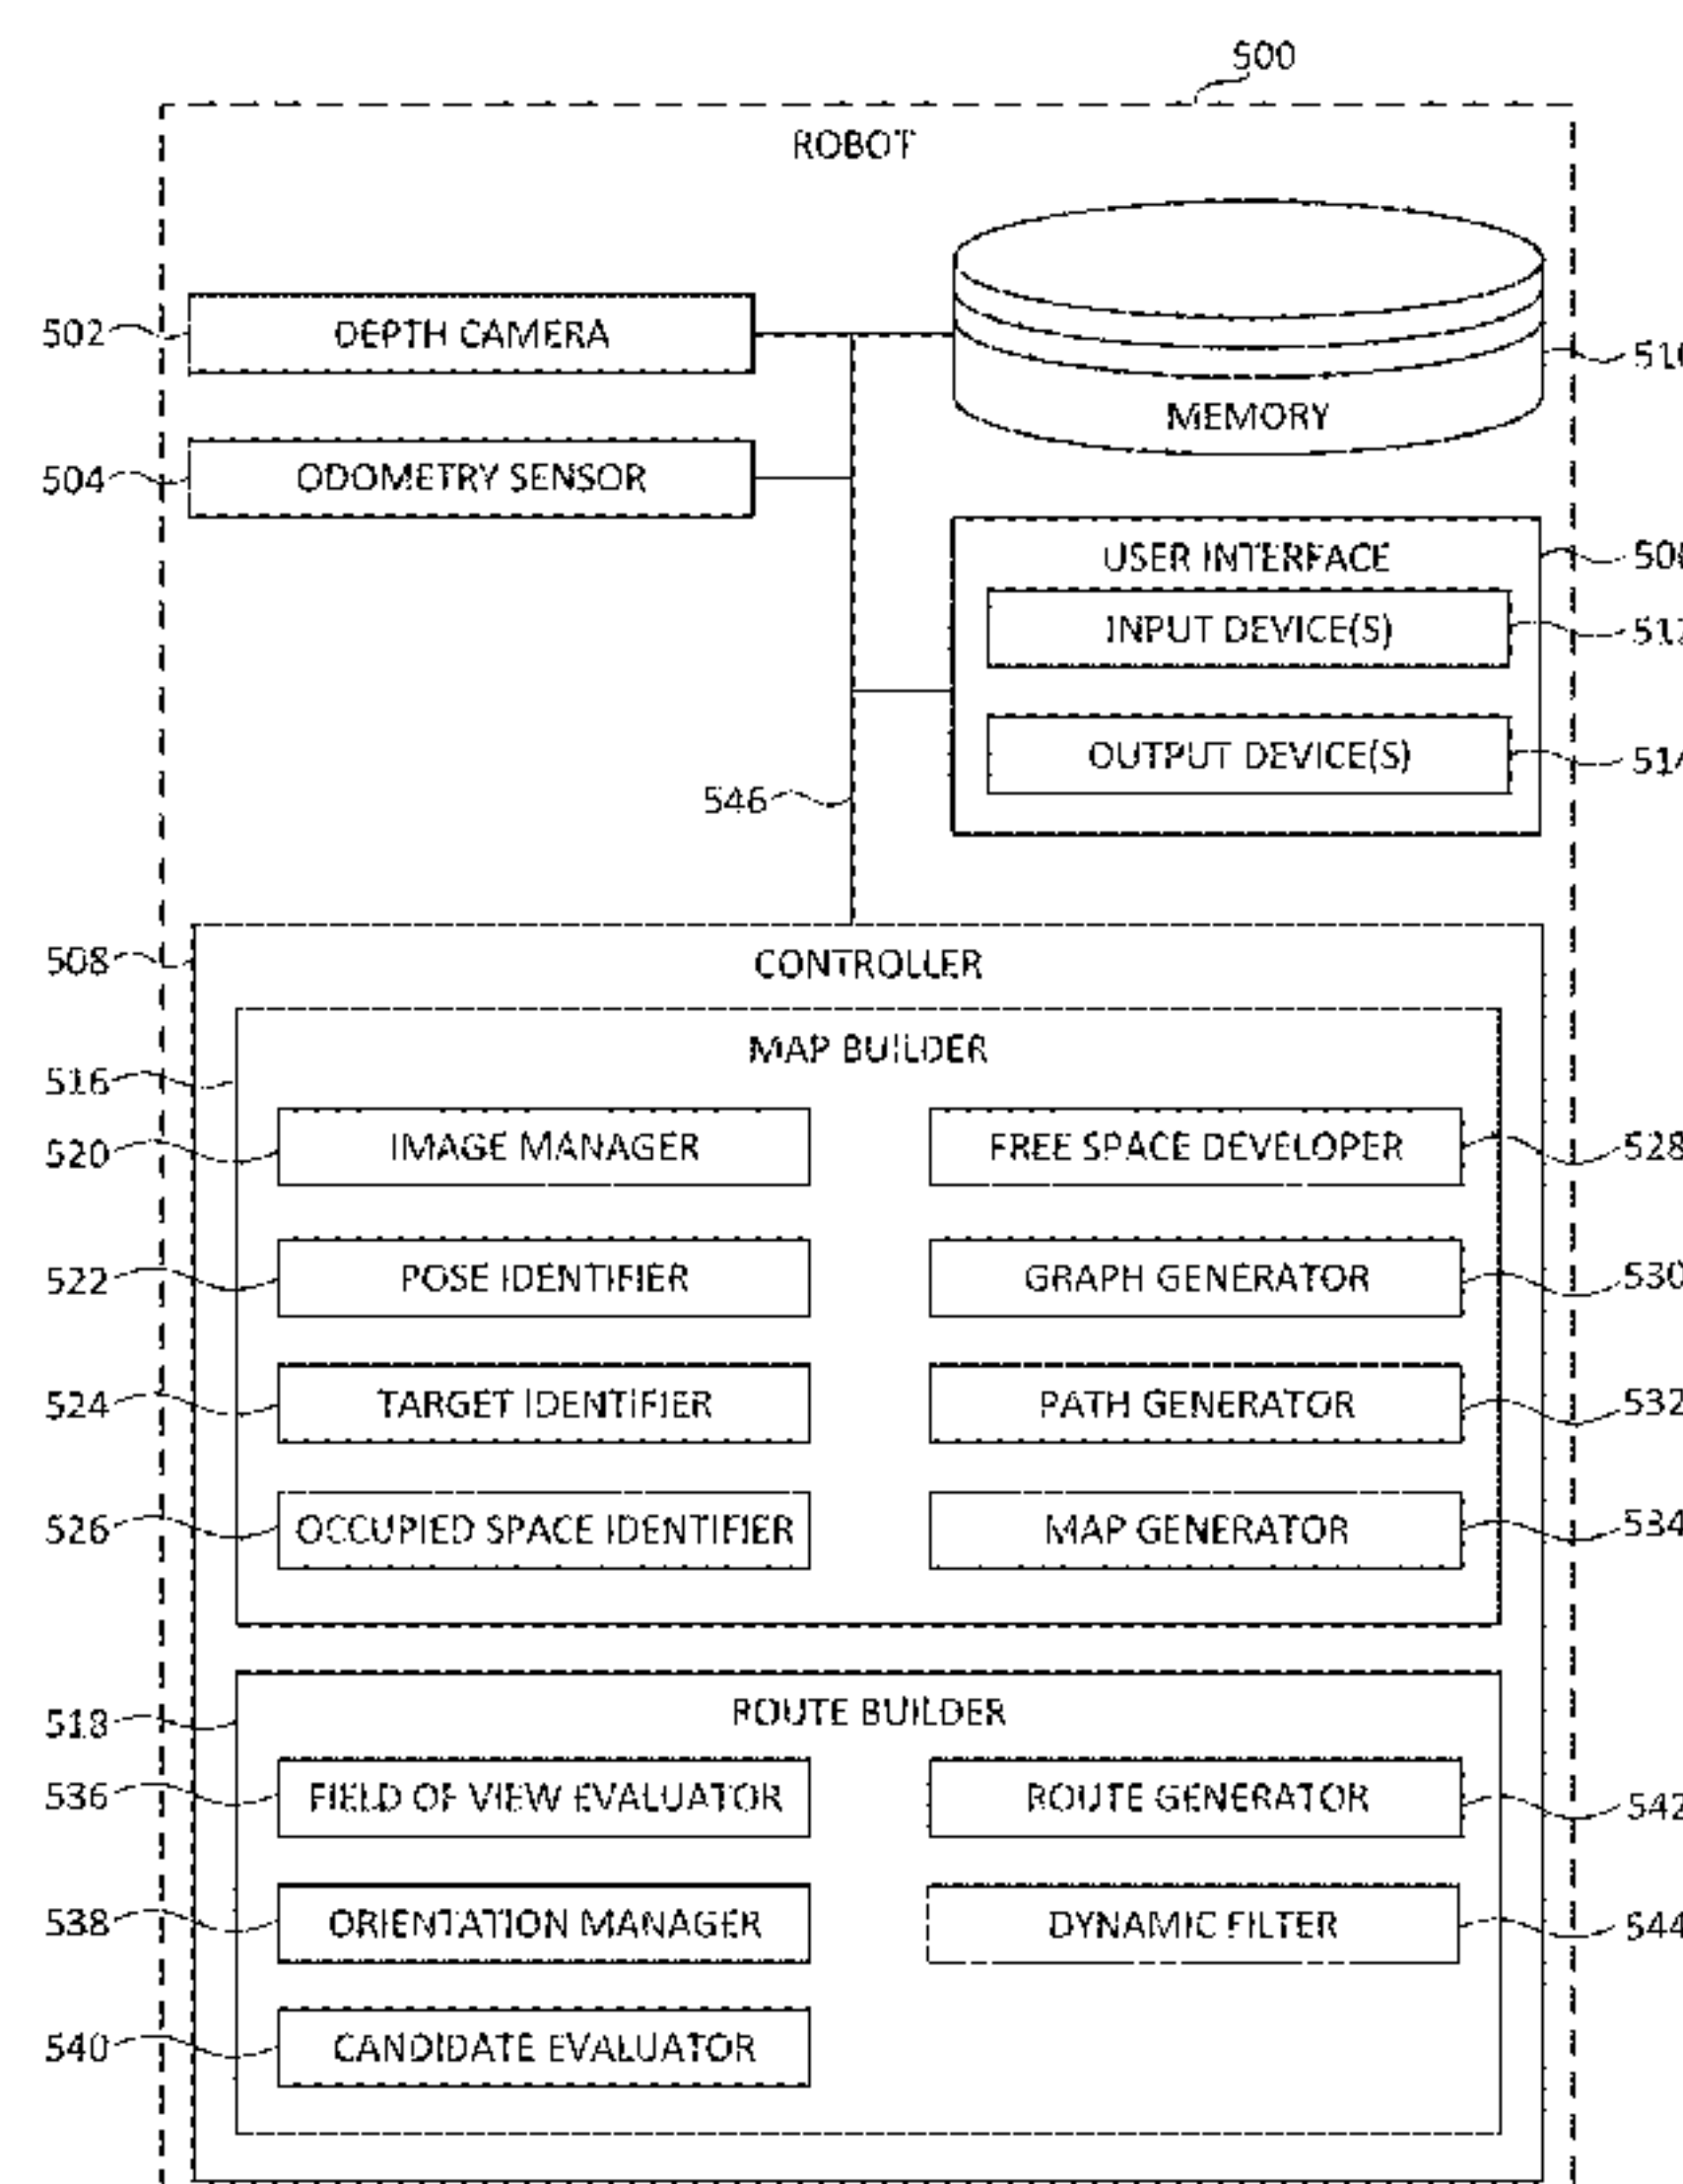 500
ROBOT
502 DEPTH CAMERA
MEMORY
504 ODOMETRY SENSOR
USER INTERFACE
INPUT DEVICE(S)
OUTPUT DEVICE(S)
546
508 CONTROLLER
MAP BUILDER
516
520 IMAGE MANAGER FREE SPACE DEVELOPER 528
522 POSE IDENTIFIER GRAPH GENERATOR 530
524 TARGET IDENTIFIER PATH GENERATOR 532
526 OCCUPIED SPACE IDENTIFIER MAP GENERATOR 534
ROUTE BUILDER
518
536 FIELD OF VIEW EVALUATOR ROUTE GENERATOR 542
538 ORIENTATION MANAGER DYNAMIC FILTER 544
540 CANDIDATE EVALUATOR